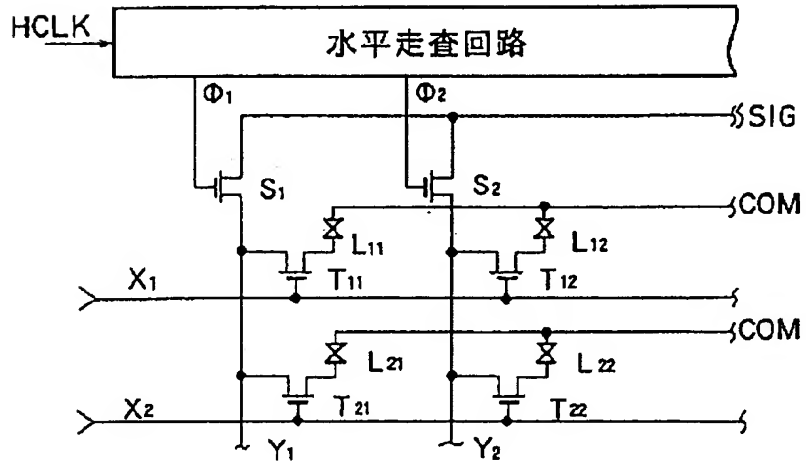 HCLK
水平走査回路
Φ1 Φ2
SIG
S1 S2
COM
L11 L12
X1 T11 T12
COM
L21 L22
X2 T21 T22
Y1 Y2